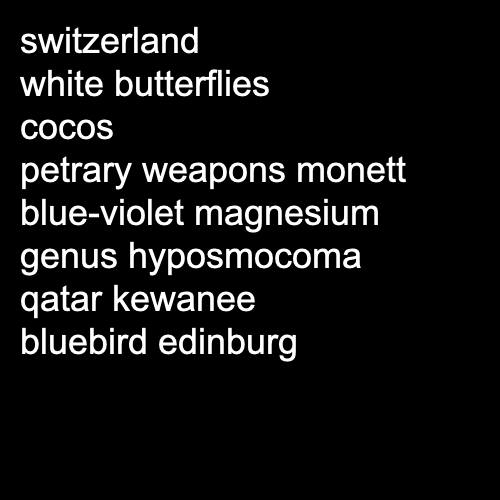 switzerland
white butterflies
cocos
petrary weapons monett
blue-violet magnesium
genus hyposmocoma
qatar kewanee
bluebird edinburg